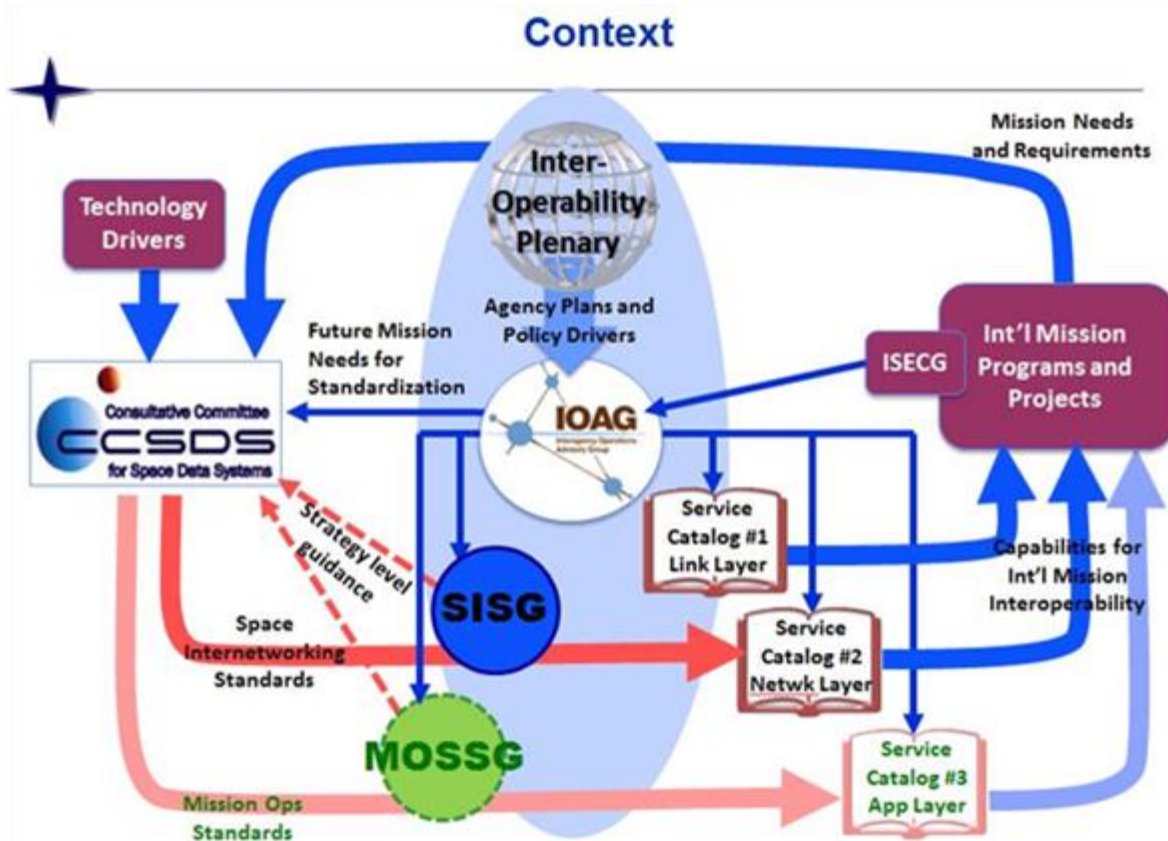 Context
Mission Needs
and Requirements
Inter-
Operability
Plenary
Technology
Drivers
Agency Plans and
Policy Drivers
Future Mission
Needs for
Standardization
ISECG
Int'l Mission
Programs and
Projects
Consultative Committee
CCSDS
for Space Data Systems
IOAG
Interagency Operations
Advisory Group
Service
Catalog #1
Link Layer
Strategy level
guidance
Capabilities for
Int'l Mission
Interoperability
SISG
Space
Internetworking
Standards
Service
Catalog #2
Netwk Layer
MOSSG
Service
Catalog #3
App Layer
Mission Ops
Standards